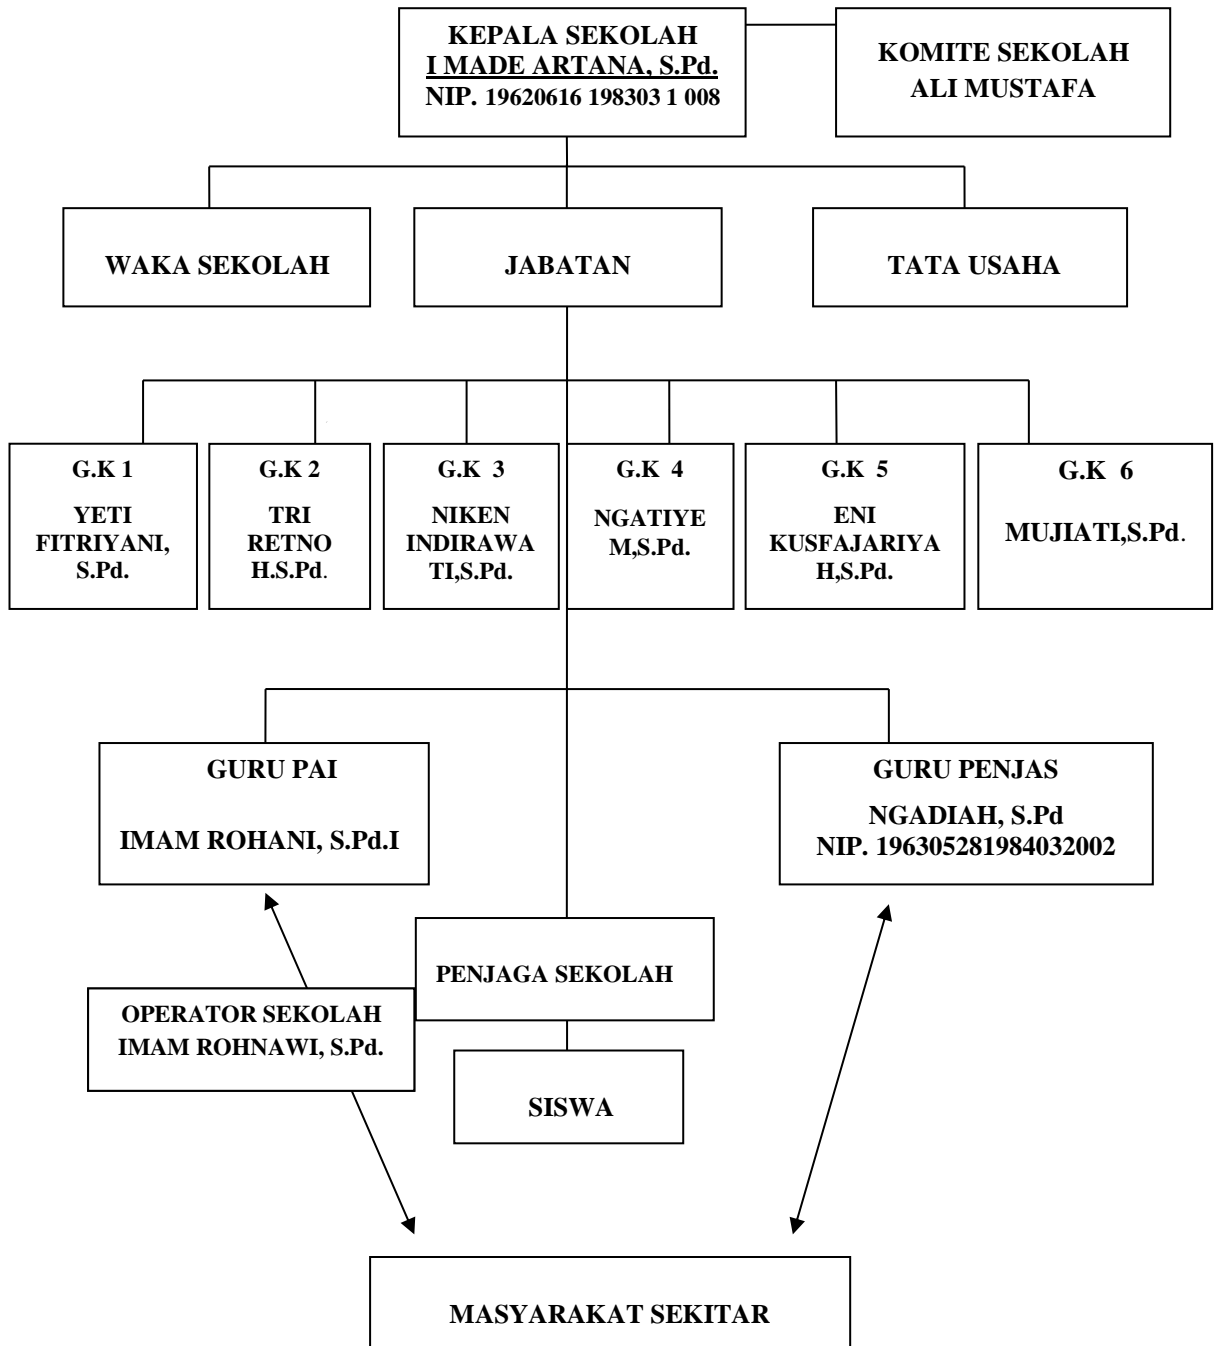 KEPALA SEKOLAH
I MADE ARTANA, S.Pd.
NIP. 19620616 198303 1 008
KOMITE SEKOLAH
ALI MUSTAFA
WAKA SEKOLAH
JABATAN
TATA USAHA
G.K 1
YETI
FITRIYANI,
S.Pd.
G.K 2
TRI
RETNO
H.S.Pd.
G.K 3
NIKEN
INDIRAWA
TI,S.Pd.
G.K 4
NGATIYE
M,S.Pd.
G.K 5
ENI
KUSFAJARIYA
H,S.Pd.
G.K 6
MUJIATI,S.Pd.
GURU PAI
IMAM ROHANI, S.Pd.I
GURU PENJAS
NGADIAH, S.Pd
NIP. 196305281984032002
PENJAGA SEKOLAH
OPERATOR SEKOLAH
IMAM ROHNAWI, S.Pd.
SISWA
MASYARAKAT SEKITAR